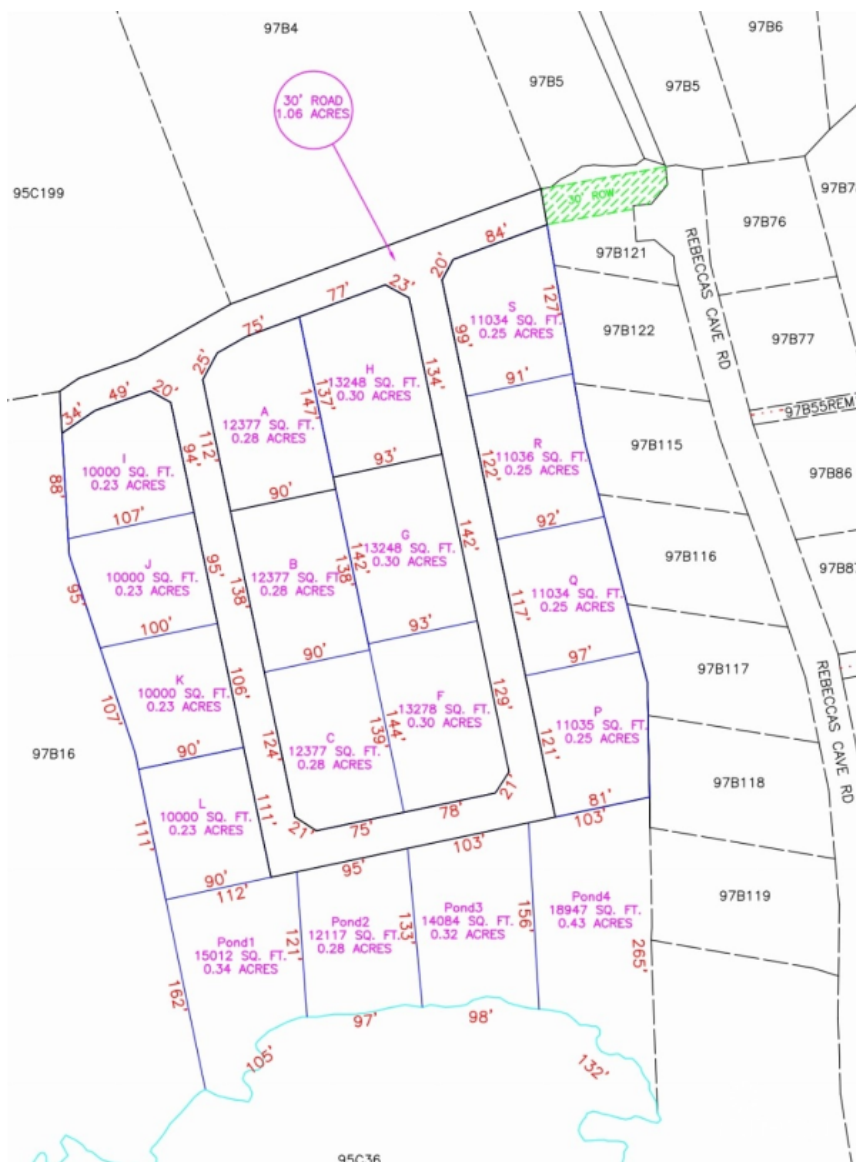 97B4
97B6
97B5
97B5
30' ROAD
1.06 ACRES
95C199
30' ROW
97B76
97B121
REBECCAS CAVE RD
97B122
97B77
97B55REM
97B115
97B86
97B116
97B87
97B117
REBECCAS CAVE RD
97B118
97B119
97B16
95C36
84'
20'
127'
S
11034 SQ. FT.
0.25 ACRES
99'
91'
23'
77'
75'
25'
H
13248 SQ. FT.
0.30 ACRES
134'
137'
147'
A
12377 SQ. FT.
0.28 ACRES
112'
93'
90'
34'
49'
20'
I
10000 SQ. FT.
0.23 ACRES
94'
88'
107'
R
11036 SQ. FT.
0.25 ACRES
122'
92'
G
13248 SQ. FT.
0.30 ACRES
142'
142'
138'
B
12377 SQ. FT.
0.28 ACRES
138'
93'
90'
J
10000 SQ. FT.
0.23 ACRES
95'
95'
100'
Q
11034 SQ. FT.
0.25 ACRES
117'
97'
K
10000 SQ. FT.
0.23 ACRES
106'
107'
90'
F
13278 SQ. FT.
0.30 ACRES
129'
144'
139'
C
12377 SQ. FT.
0.28 ACRES
124'
P
11035 SQ. FT.
0.25 ACRES
121'
81'
103'
21'
78'
75'
21'
L
10000 SQ. FT.
0.23 ACRES
111'
111'
90'
112'
95'
103'
Pond1
15012 SQ. FT.
0.34 ACRES
121'
162'
105'
Pond2
12117 SQ. FT.
0.28 ACRES
133'
97'
Pond3
14084 SQ. FT.
0.32 ACRES
156'
98'
Pond4
18947 SQ. FT.
0.43 ACRES
265'
132'